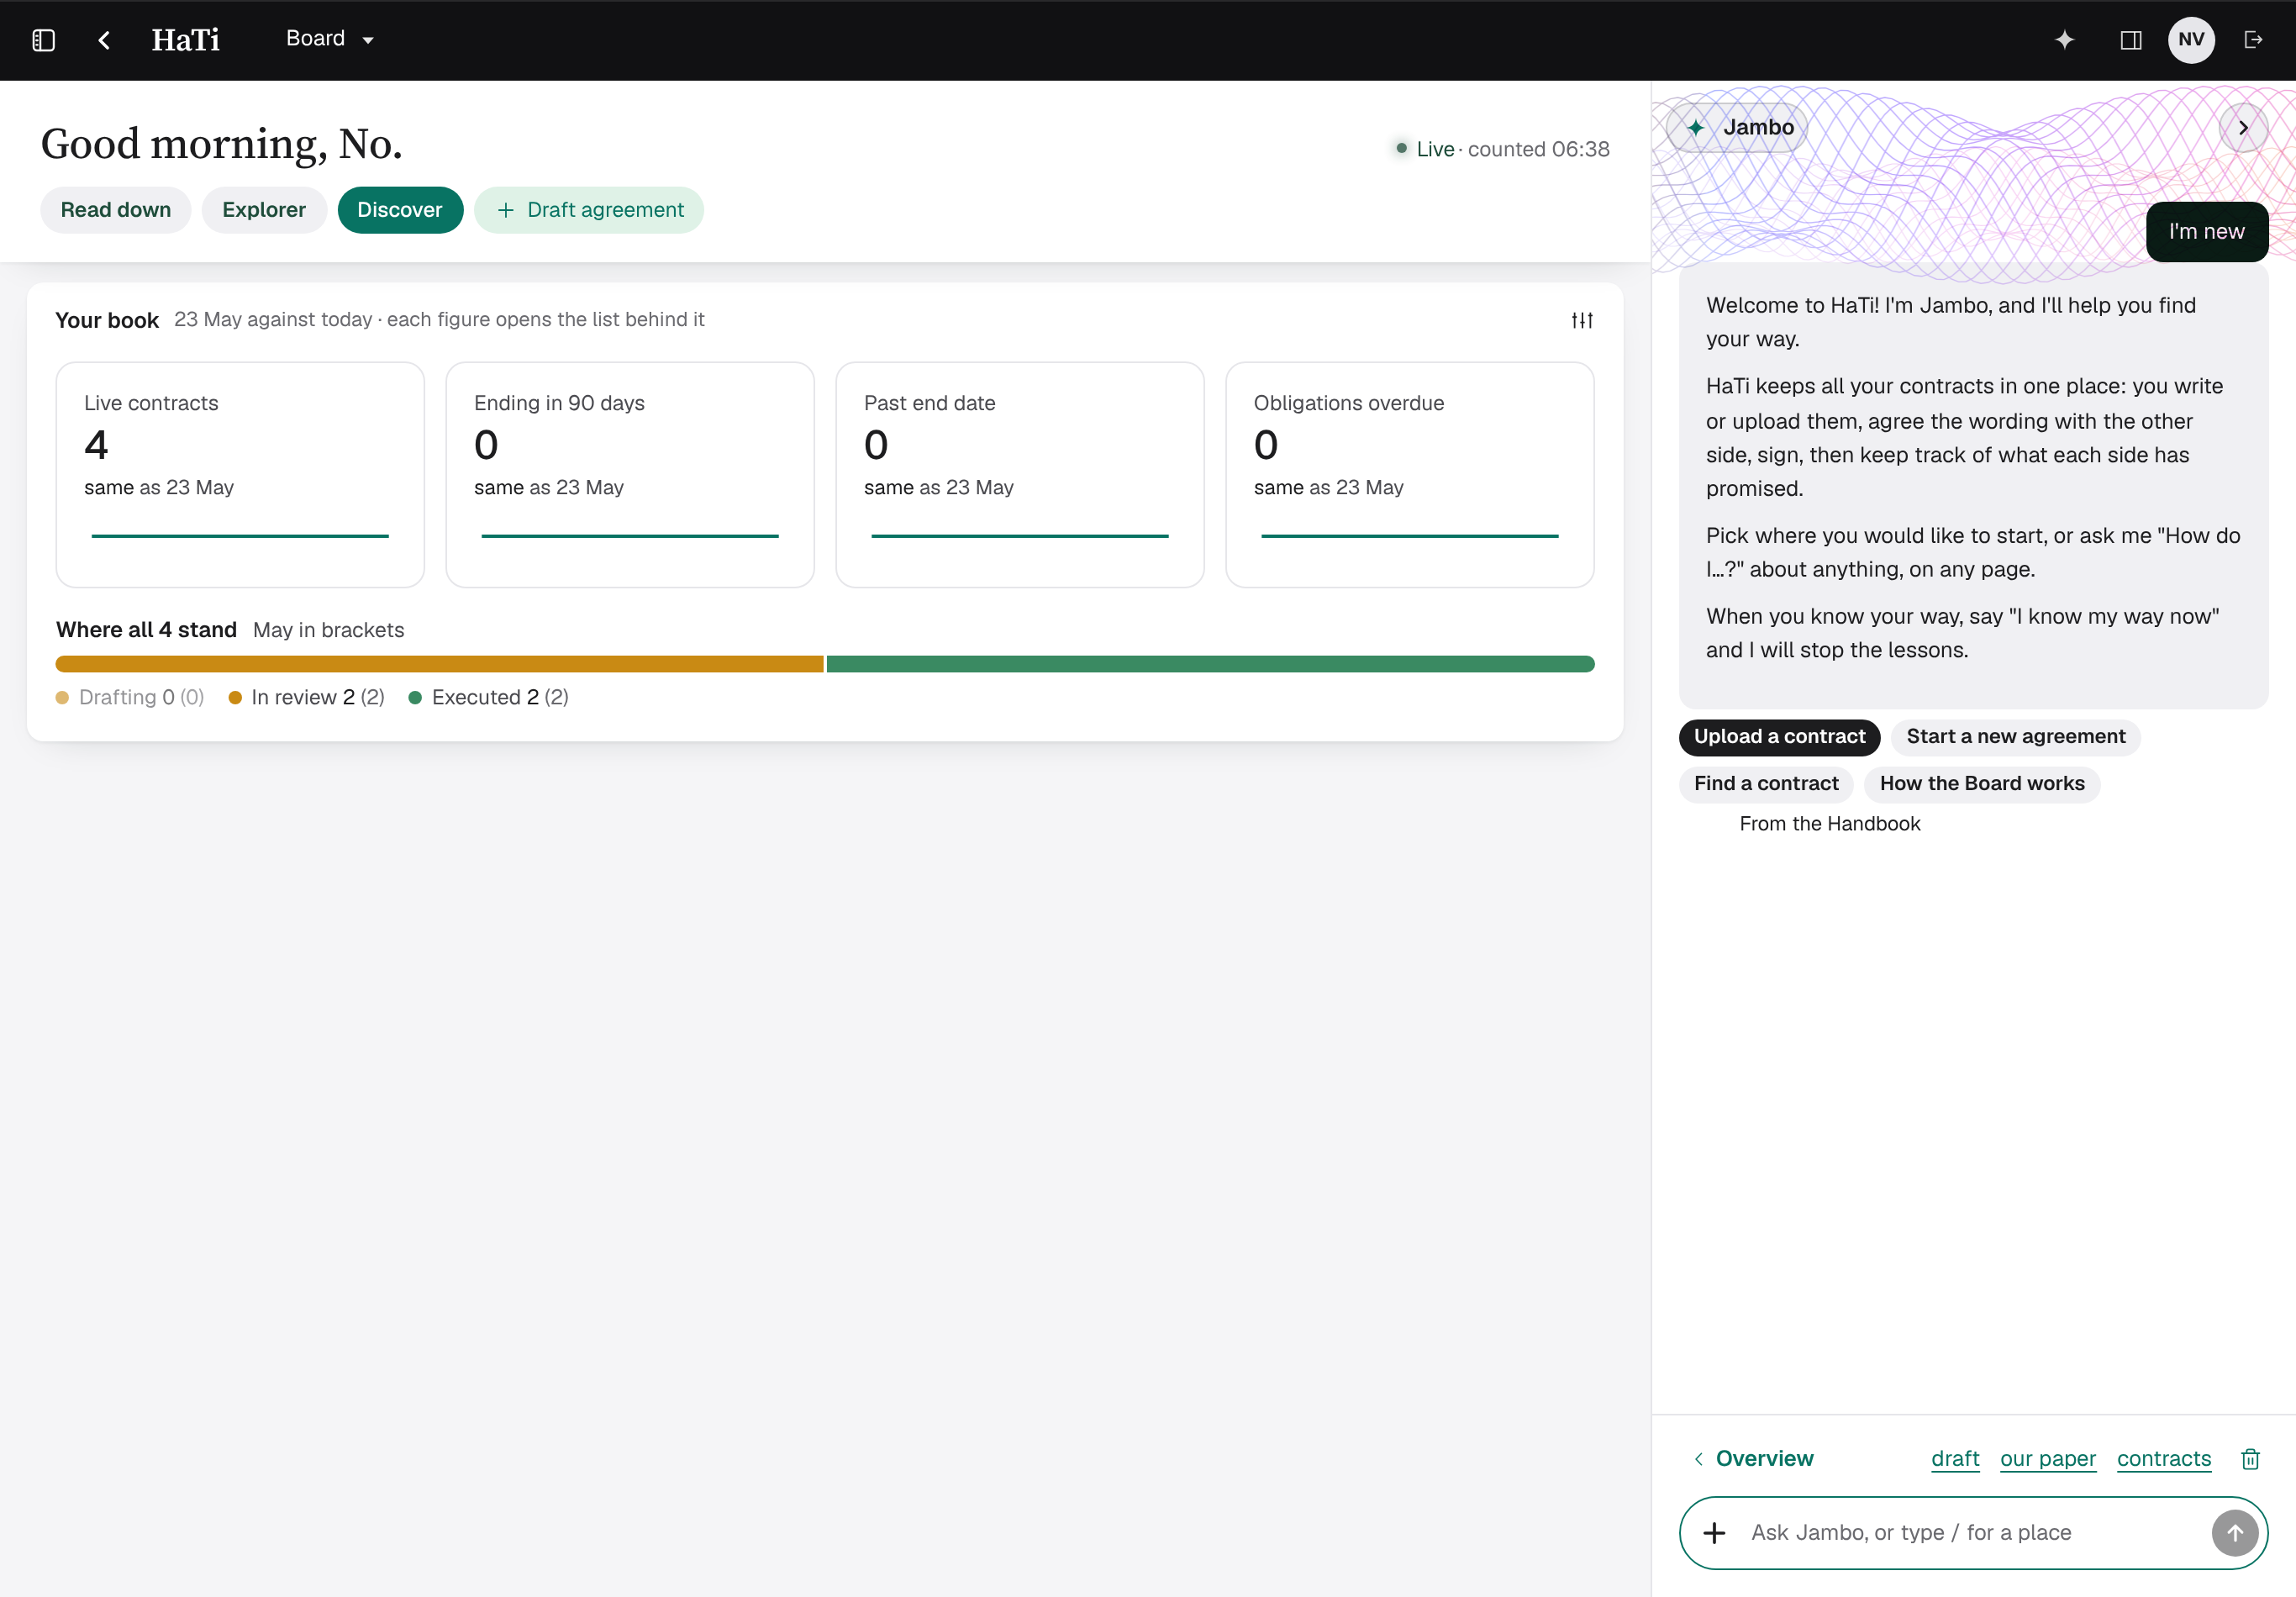 HaTi
Board
NV
Good morning, No.
Live · counted 06:38
Read down
Explorer
Discover
+ Draft agreement
Your book 23 May against today · each figure opens the list behind it
Live contracts
4
same as 23 May
Ending in 90 days
0
same as 23 May
Past end date
0
same as 23 May
Obligations overdue
0
same as 23 May
Where all 4 stand May in brackets
Drafting 0 (0)
In review 2 (2)
Executed 2 (2)
Jambo
I'm new
Welcome to HaTi! I'm Jambo, and I'll help you find
your way.
HaTi keeps all your contracts in one place: you write
or upload them, agree the wording with the other
side, sign, then keep track of what each side has
promised.
Pick where you would like to start, or ask me "How do
I...?" about anything, on any page.
When you know your way, say "I know my way now"
and I will stop the lessons.
Upload a contract
Start a new agreement
Find a contract
How the Board works
From the Handbook
Overview
draft
our paper
contracts
Ask Jambo, or type / for a place